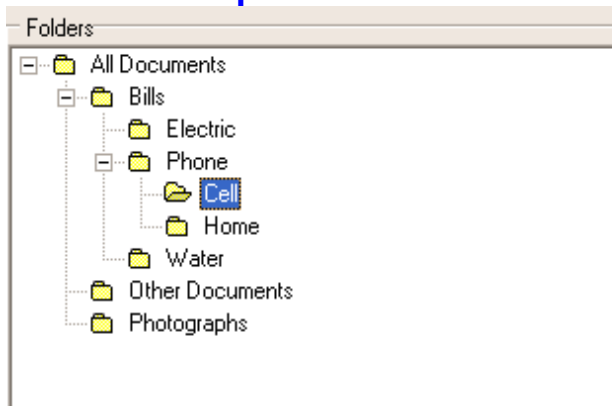 Folders
All Documents
Bills
Electric
Phone
Cell
Home
Water
Other Documents
Photographs